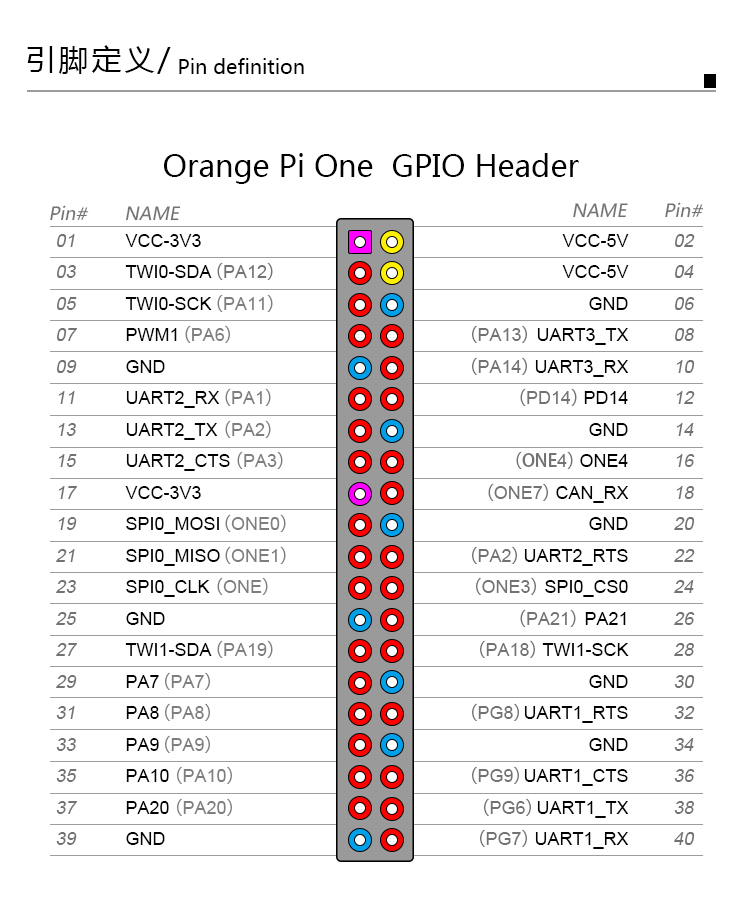 引脚定义/ Pin definition
Orange Pi One GPIO Header
Pin# NAME NAME Pin#
01 VCC-3V3 VCC-5V 02
03 TWI0-SDA (PA12) VCC-5V 04
05 TWI0-SCK (PA11) GND 06
07 PWM1 (PA6) (PA13) UART3_TX 08
09 GND (PA14) UART3_RX 10
11 UART2_RX (PA1) (PD14) PD14 12
13 UART2_TX (PA2) GND 14
15 UART2_CTS (PA3) (ONE4) ONE4 16
17 VCC-3V3 (ONE7) CAN_RX 18
19 SPI0_MOSI (ONE0) GND 20
21 SPI0_MISO (ONE1) (PA2) UART2_RTS 22
23 SPI0_CLK (ONE) (ONE3) SPI0_CS0 24
25 GND (PA21) PA21 26
27 TWI1-SDA (PA19) (PA18) TWI1-SCK 28
29 PA7 (PA7) GND 30
31 PA8 (PA8) (PG8) UART1_RTS 32
33 PA9 (PA9) GND 34
35 PA10 (PA10) (PG9) UART1_CTS 36
37 PA20 (PA20) (PG6) UART1_TX 38
39 GND (PG7) UART1_RX 40